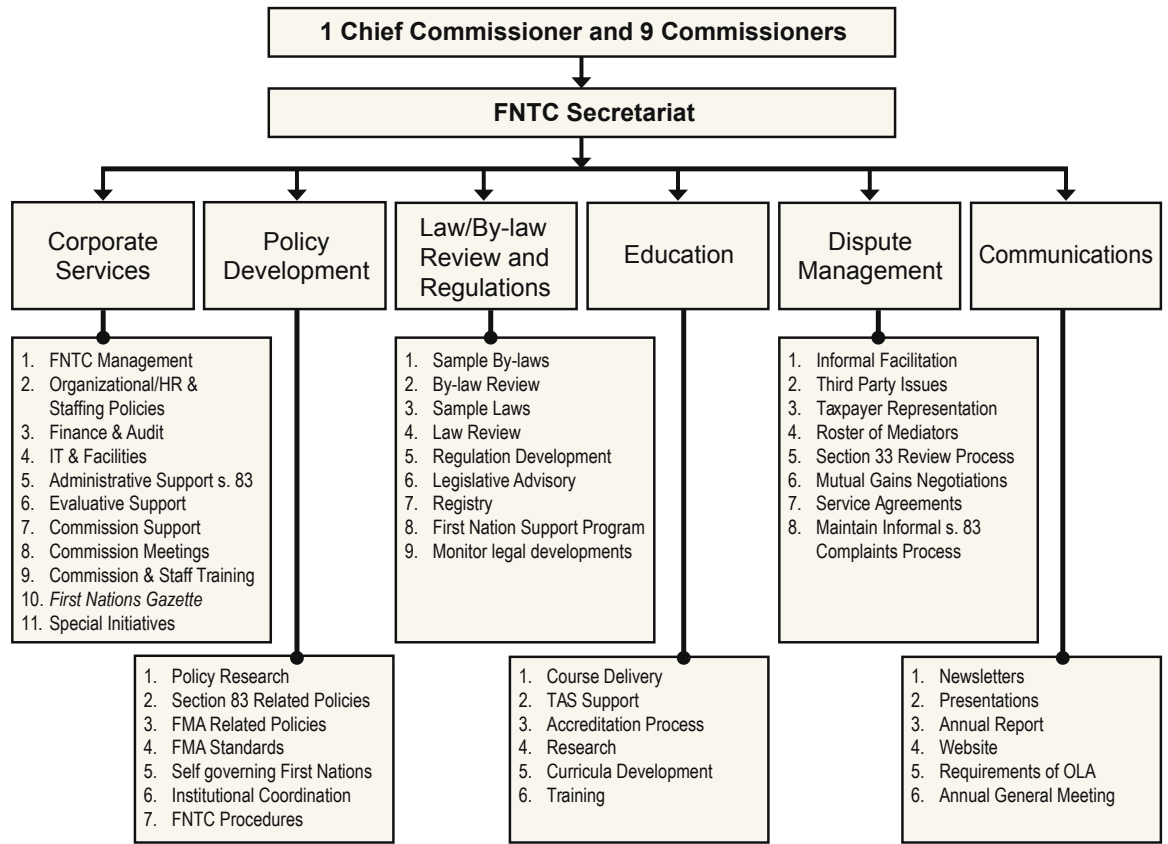 1 Chief Commissioner and 9 Commissioners
FNTC Secretariat
Corporate
Services
Policy
Development
Law/By-law
Review and
Regulations
Education
Dispute
Management
Communications
1. FNTC Management
2. Organizational/HR &
Staffing Policies
3. Finance & Audit
4. IT & Facilities
5. Administrative Support s. 83
6. Evaluative Support
7. Commission Support
8. Commission Meetings
9. Commission & Staff Training
10. First Nations Gazette
11. Special Initiatives
1. Sample By-laws
2. By-law Review
3. Sample Laws
4. Law Review
5. Regulation Development
6. Legislative Advisory
7. Registry
8. First Nation Support Program
9. Monitor legal developments
1. Informal Facilitation
2. Third Party Issues
3. Taxpayer Representation
4. Roster of Mediators
5. Section 33 Review Process
6. Mutual Gains Negotiations
7. Service Agreements
8. Maintain Informal s. 83
Complaints Process
1. Policy Research
2. Section 83 Related Policies
3. FMA Related Policies
4. FMA Standards
5. Self governing First Nations
6. Institutional Coordination
7. FNTC Procedures
1. Course Delivery
2. TAS Support
3. Accreditation Process
4. Research
5. Curricula Development
6. Training
1. Newsletters
2. Presentations
3. Annual Report
4. Website
5. Requirements of OLA
6. Annual General Meeting